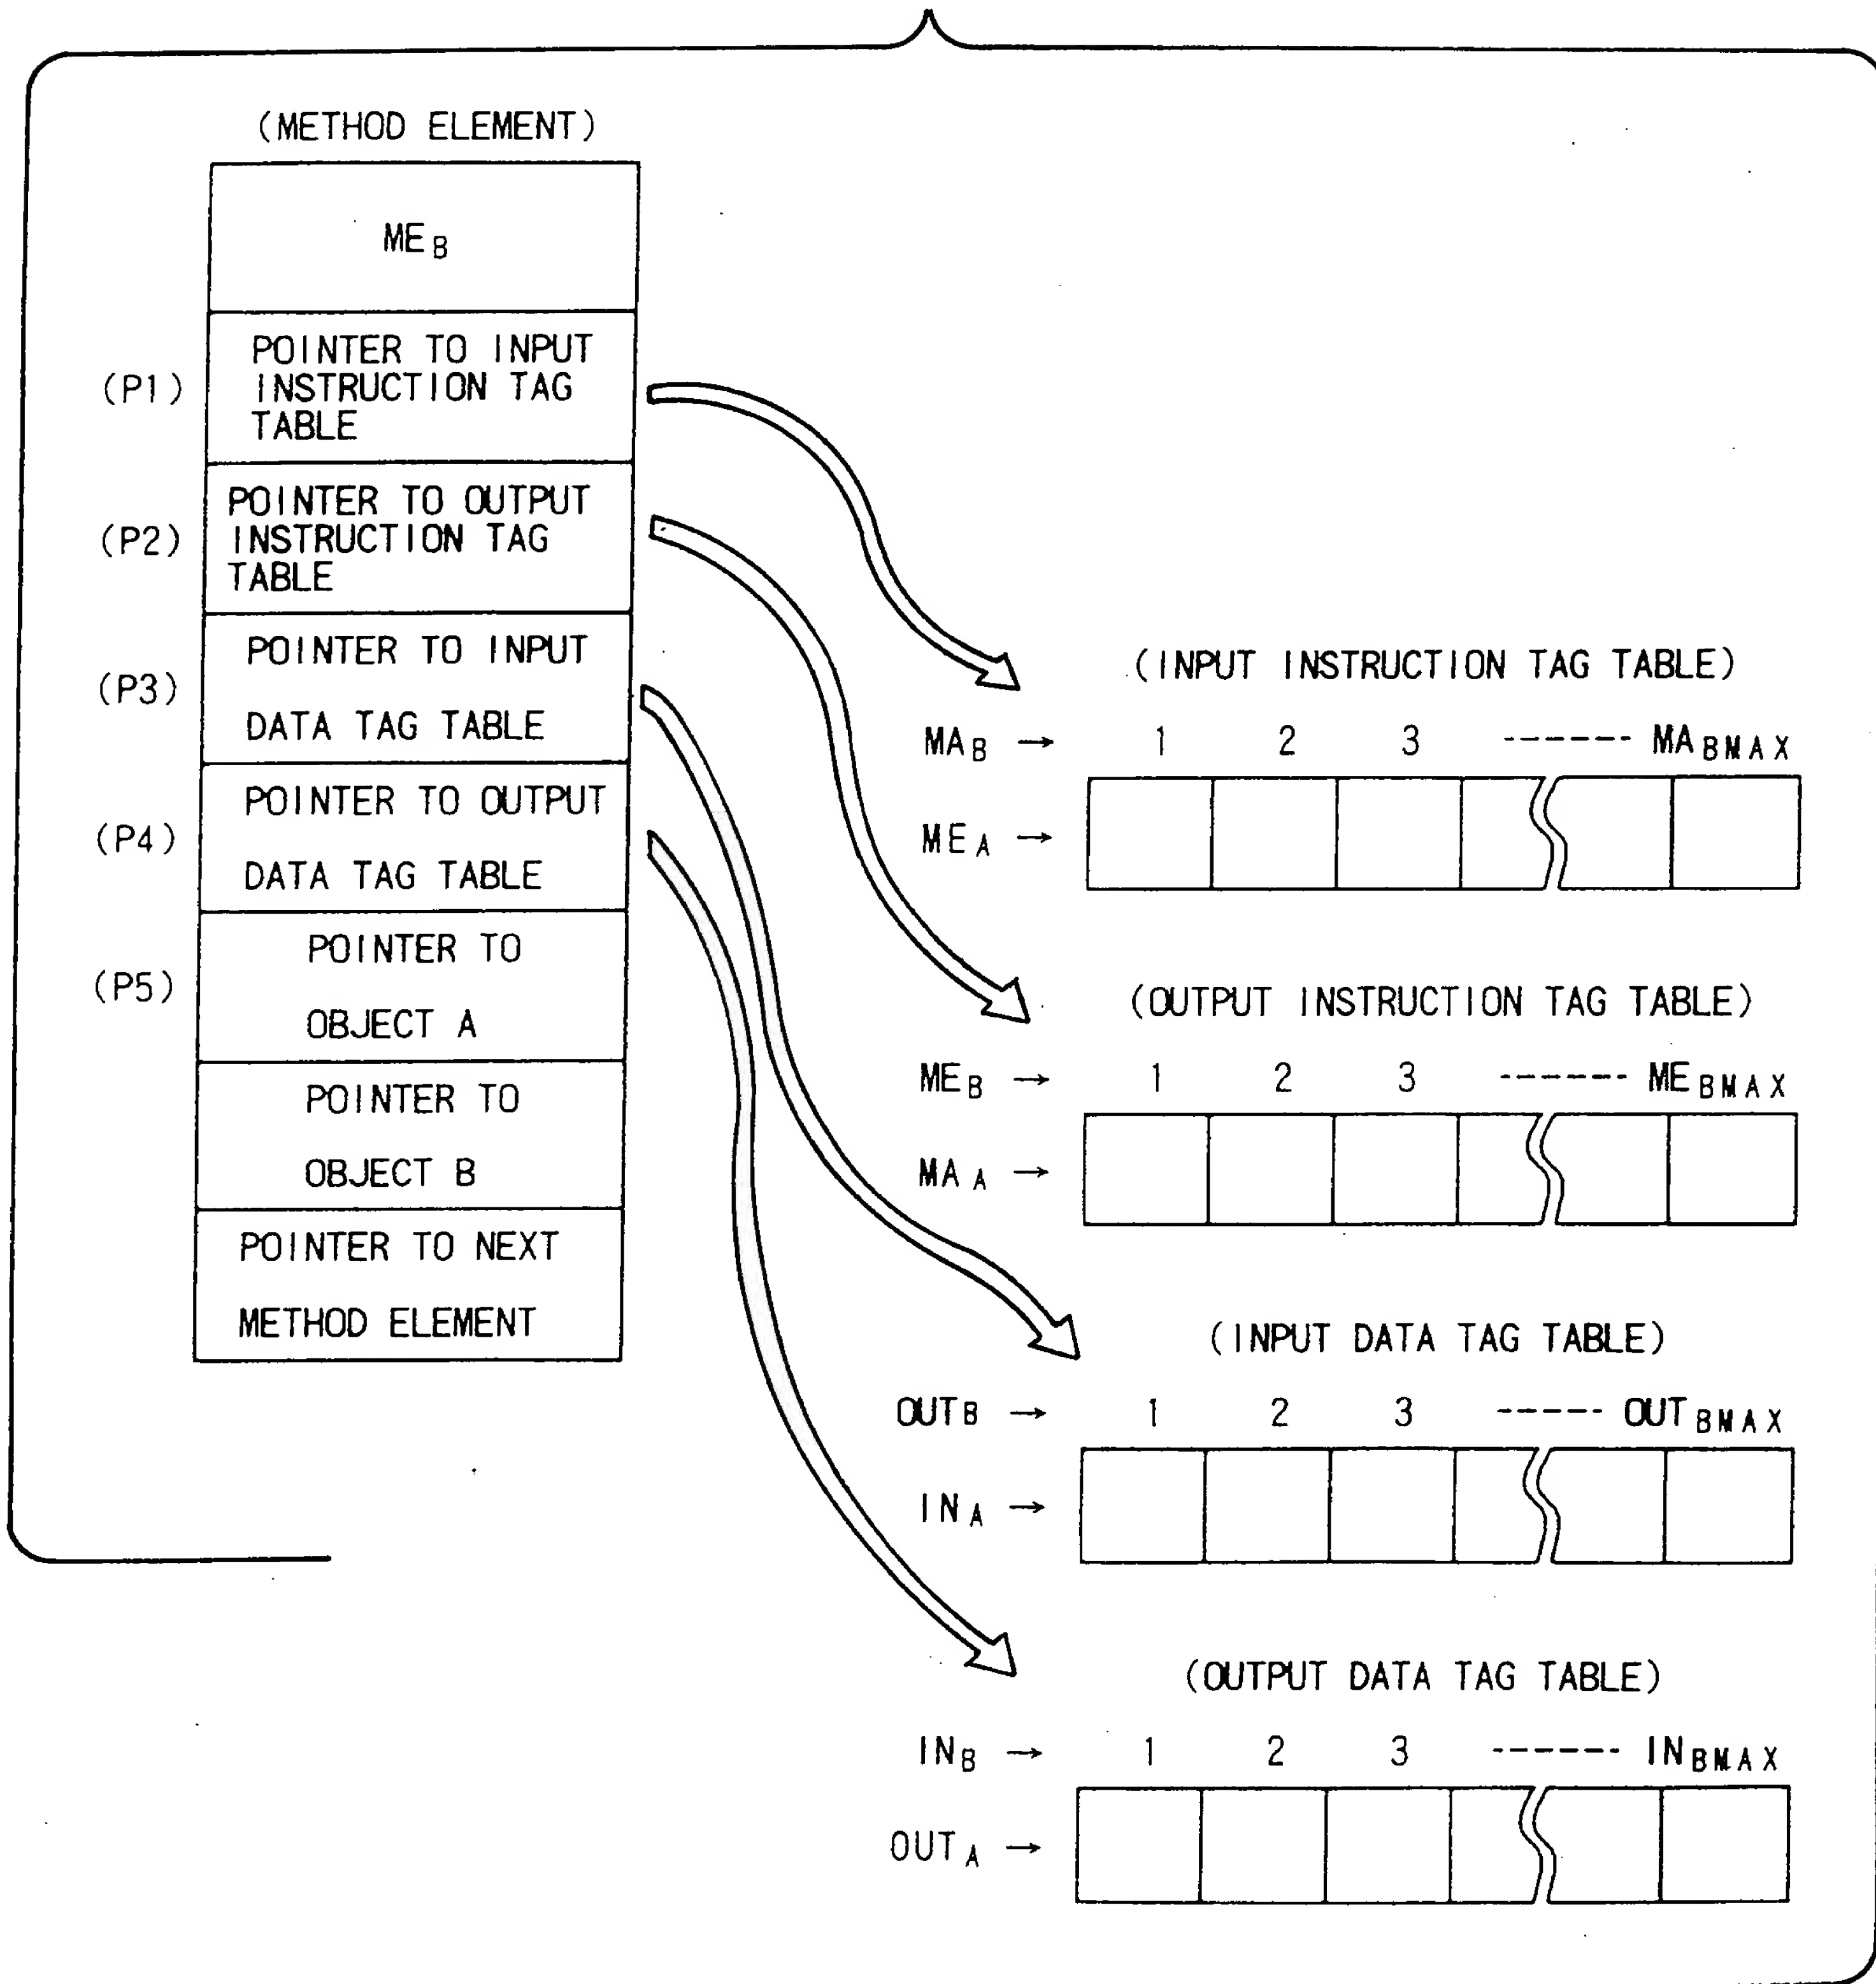 (METHOD ELEMENT)
MEB
(P1)
POINTER TO INPUT
INSTRUCTION TAG
TABLE
(P2)
POINTER TO OUTPUT
INSTRUCTION TAG
TABLE
(P3)
POINTER TO INPUT
DATA TAG TABLE
(P4)
POINTER TO OUTPUT
DATA TAG TABLE
(P5)
POINTER TO
OBJECT A
POINTER TO
OBJECT B
POINTER TO NEXT
METHOD ELEMENT
(INPUT INSTRUCTION TAG TABLE)
MAB → 1 2 3 ------ MABMAX
MEA →
(OUTPUT INSTRUCTION TAG TABLE)
MEB → 1 2 3 ------ MEBMAX
MAA →
(INPUT DATA TAG TABLE)
OUTB → 1 2 3 ----- OUTBMAX
INA →
(OUTPUT DATA TAG TABLE)
INB → 1 2 3 ------ INBMAX
OUTA →